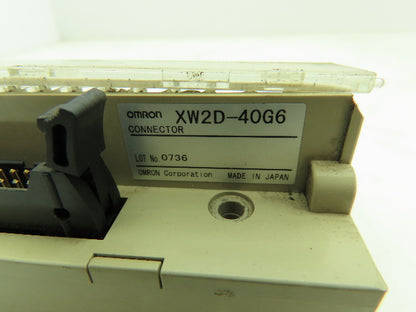 OMRON XW2D-40G6
CONNECTOR
LOT No 0736
OMRON Corporation MADE IN JAPAN